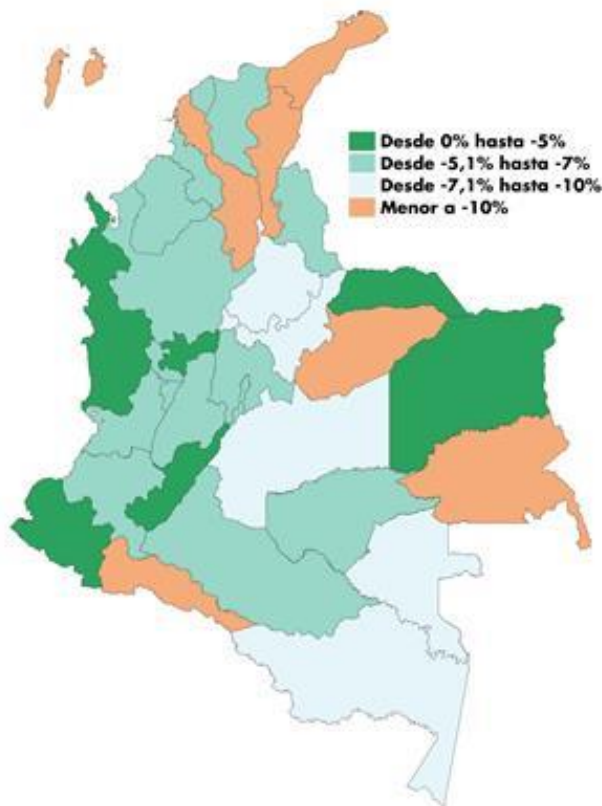 Desde 0% hasta -5%
Desde -5,1% hasta -7%
Desde -7,1% hasta -10%
Menor a -10%